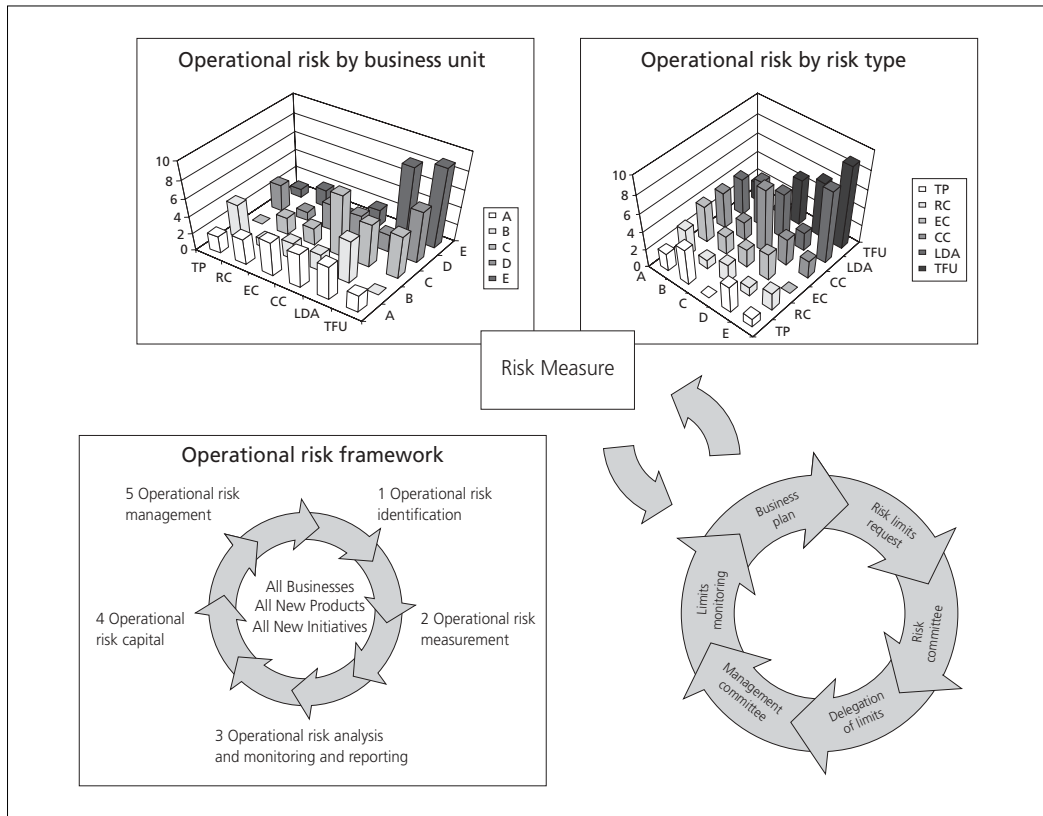 Operational risk by business unit
10
8
6
4
2
0
TP
RC
EC
CC
LDA
TFU
A
B
C
D
E
A
B
C
D
E
Operational risk by risk type
10
8
6
4
2
0
A
B
C
D
E
TP
RC
EC
CC
LDA
TFU
TP
RC
EC
CC
LDA
TFU
Risk Measure
Operational risk framework
5 Operational risk
management
1 Operational risk
identification
All Businesses
All New Products
All New Initiatives
4 Operational
risk capital
2 Operational risk
measurement
3 Operational risk analysis
and monitoring and reporting
Business
plan
Risk limits
request
Risk
committee
Delegation
of limits
Management
committee
Limits
monitoring